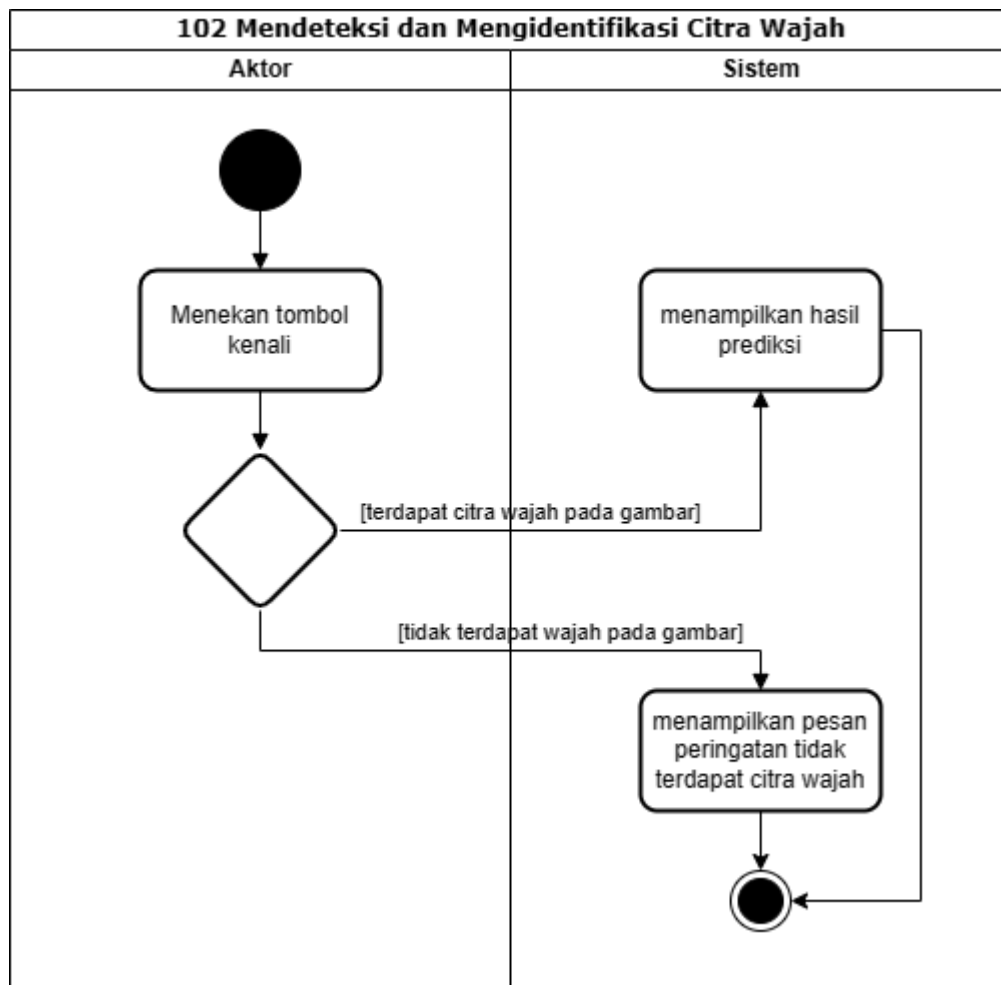 102 Mendeteksi dan Mengidentifikasi Citra Wajah
Aktor
Sistem
Menekan tombol
kenali
menampilkan hasil
prediksi
[terdapat citra wajah pada gambar]
[tidak terdapat wajah pada gambar]
menampilkan pesan
peringatan tidak
terdapat citra wajah